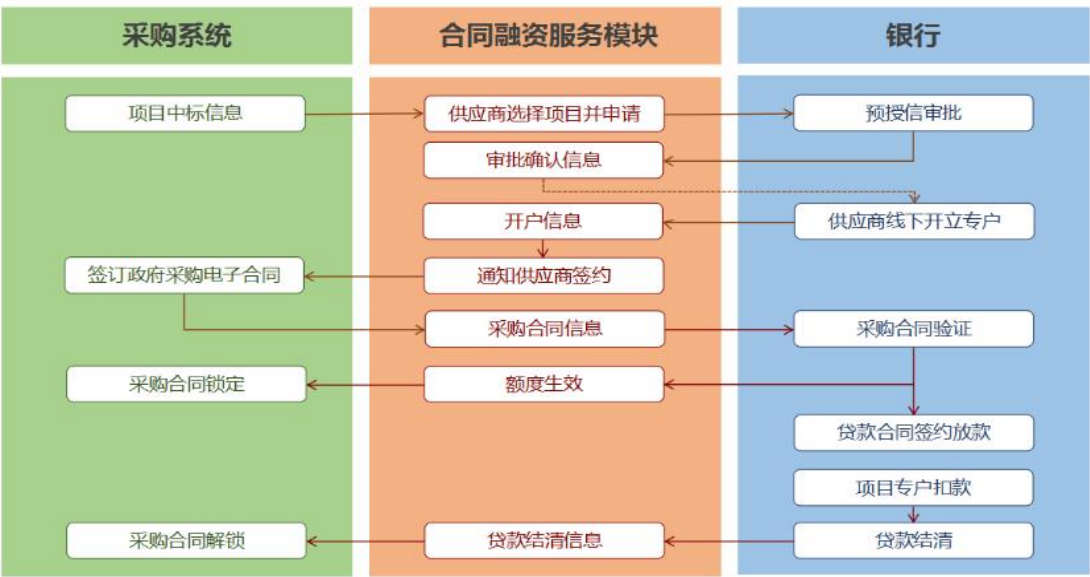 采购系统
合同融资服务模块
银行
项目中标信息
供应商选择项目并申请
预授信审批
审批确认信息
开户信息
供应商线下开立专户
签订政府采购电子合同
通知供应商签约
采购合同信息
采购合同验证
采购合同锁定
额度生效
贷款合同签约放款
项目专户扣款
采购合同解锁
贷款结清信息
贷款结清